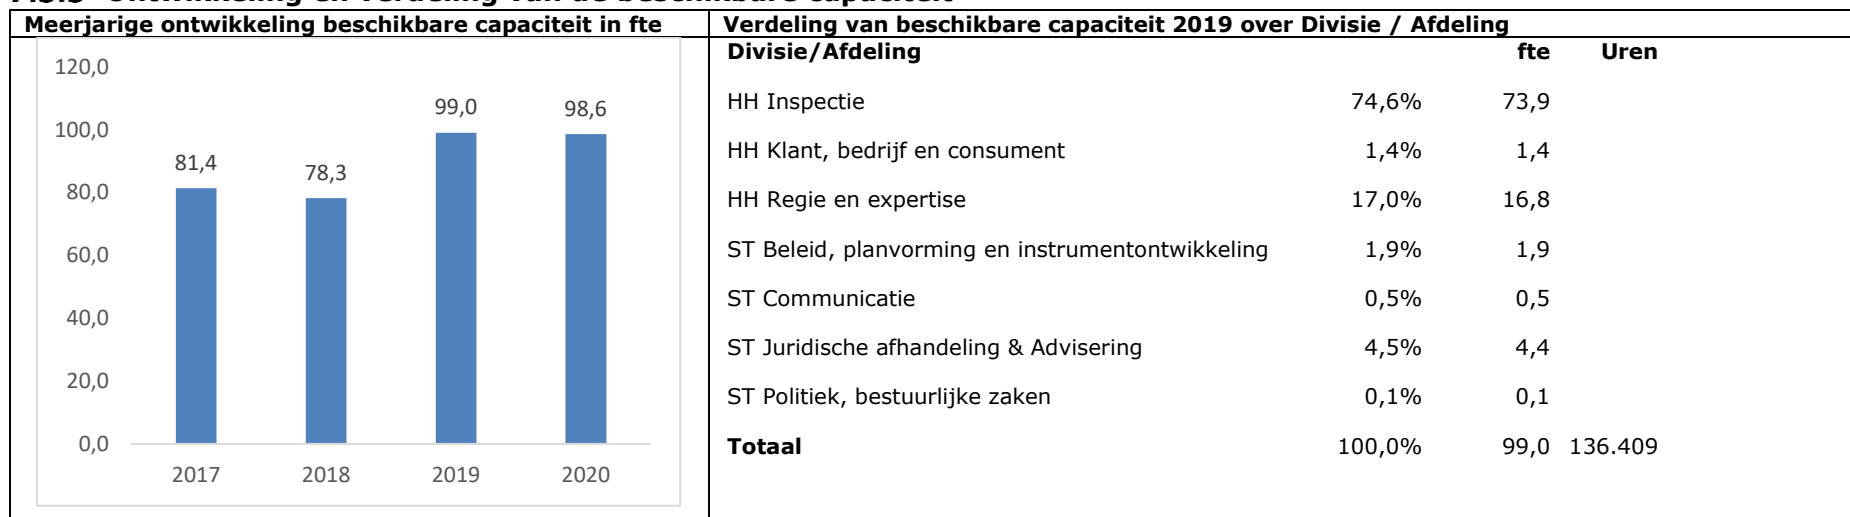 Meerjarige ontwikkeling beschikbare capaciteit in fte
120,0
100,0
80,0
60,0
40,0
20,0
0,0
81,4
78,3
99,0
98,6
2017 2018 2019 2020
Verdeling van beschikbare capaciteit 2019 over Divisie / Afdeling
Divisie/Afdeling fte Uren
HH Inspectie 74,6% 73,9
HH Klant, bedrijf en consument 1,4% 1,4
HH Regie en expertise 17,0% 16,8
ST Beleid, planvorming en instrumentontwikkeling 1,9% 1,9
ST Communicatie 0,5% 0,5
ST Juridische afhandeling & Advisering 4,5% 4,4
ST Politiek, bestuurlijke zaken 0,1% 0,1
Totaal 100,0% 99,0 136.409